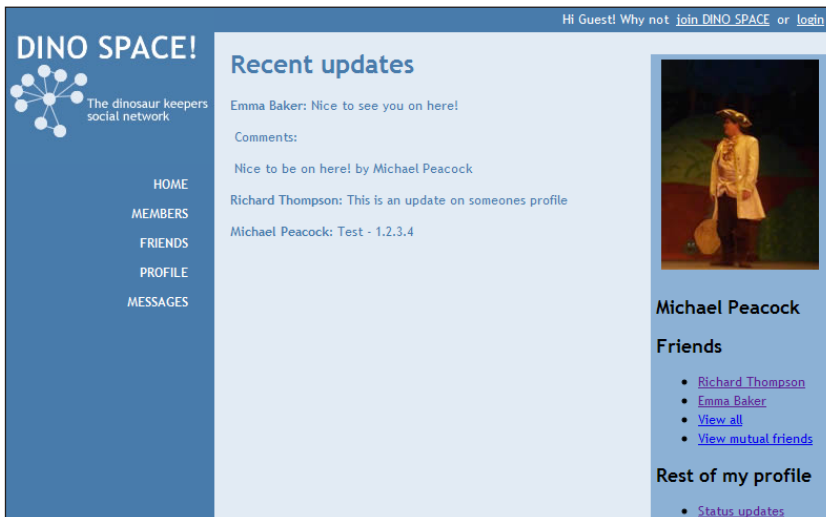 Hi Guest! Why not join DINO SPACE or login
DINO SPACE!
The dinosaur keepers
social network
HOME
MEMBERS
FRIENDS
PROFILE
MESSAGES
Recent updates
Emma Baker: Nice to see you on here!
Comments:
Nice to be on here! by Michael Peacock
Richard Thompson: This is an update on someones profile
Michael Peacock: Test - 1.2.3.4
Michael Peacock
Friends
Richard Thompson
Emma Baker
View all
View mutual friends
Rest of my profile
Status updates